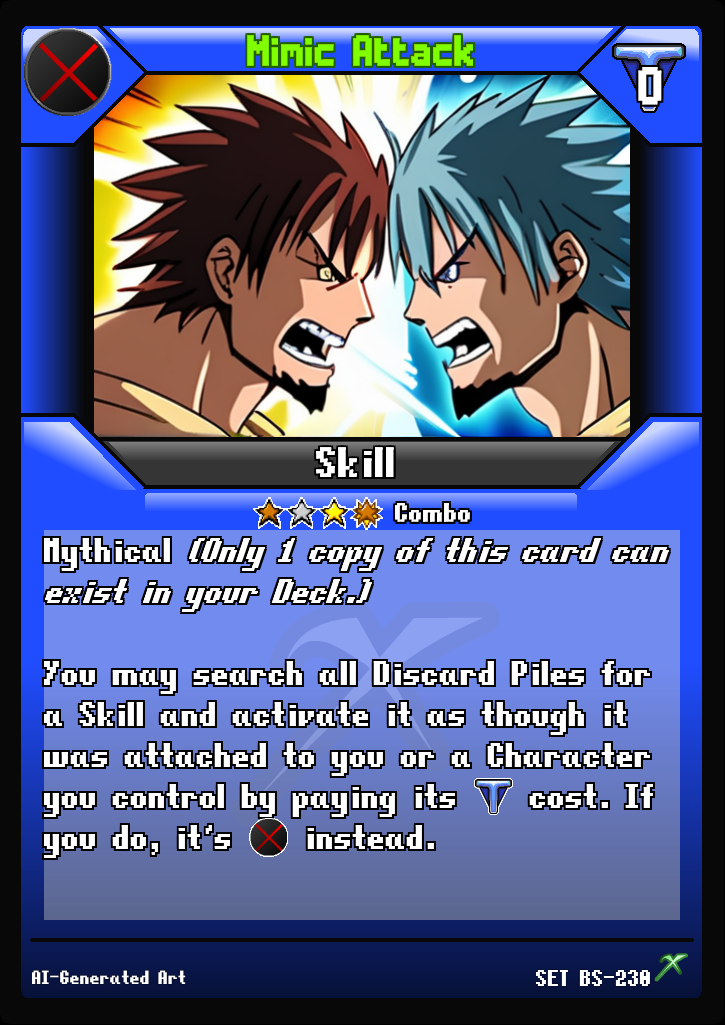 Mimic Attack
0
Skill
Combo
Mythical (Only 1 copy of this card can
exist in your Deck.)
You may search all Discard Piles for
a Skill and activate it as though it
was attached to you or a Character
you control by paying its T cost. If
you do, it's instead.
AI-Generated Art
SET BS-230